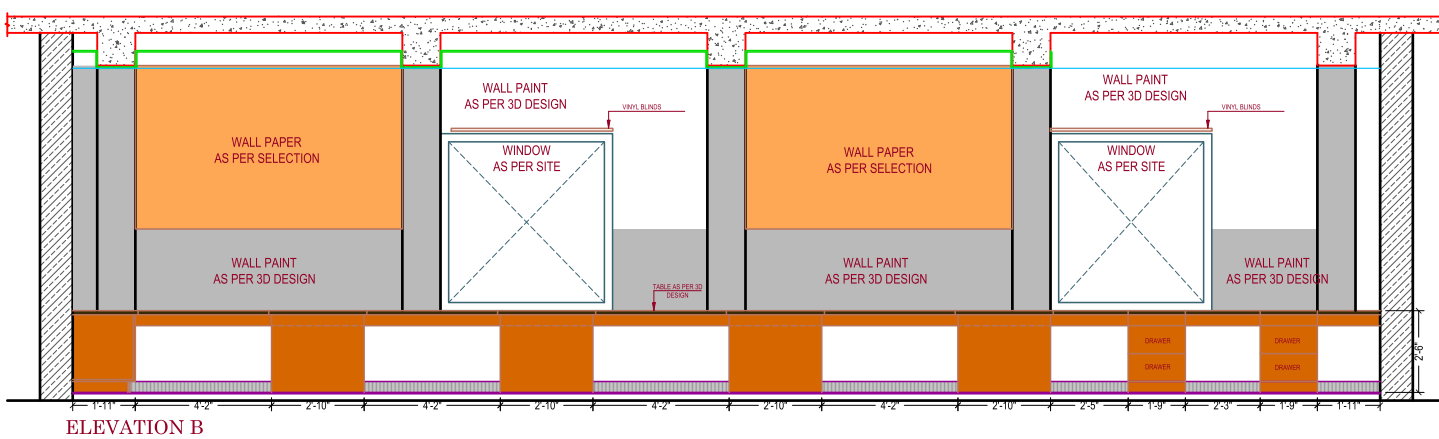 WALL PAINT
AS PER 3D DESIGN
VINYL BLINDS
WALL PAINT
AS PER 3D DESIGN
VINYL BLINDS
WALL PAPER
AS PER SELECTION
WINDOW
AS PER SITE
WALL PAPER
AS PER SELECTION
WINDOW
AS PER SITE
WALL PAINT
AS PER 3D DESIGN
TABLE AS PER 3D
DESIGN
WALL PAINT
AS PER 3D DESIGN
WALL PAINT
AS PER 3D DESIGN
DRAWER
DRAWER
DRAWER
DRAWER
2'-6"
1'-11" 4'-2" 2'-10" 4'-2" 2'-10" 4'-2" 2'-10" 4'-2" 2'-10" 2'-5" 1'-9" 2'-3" 1'-9" 1'-11"
ELEVATION B